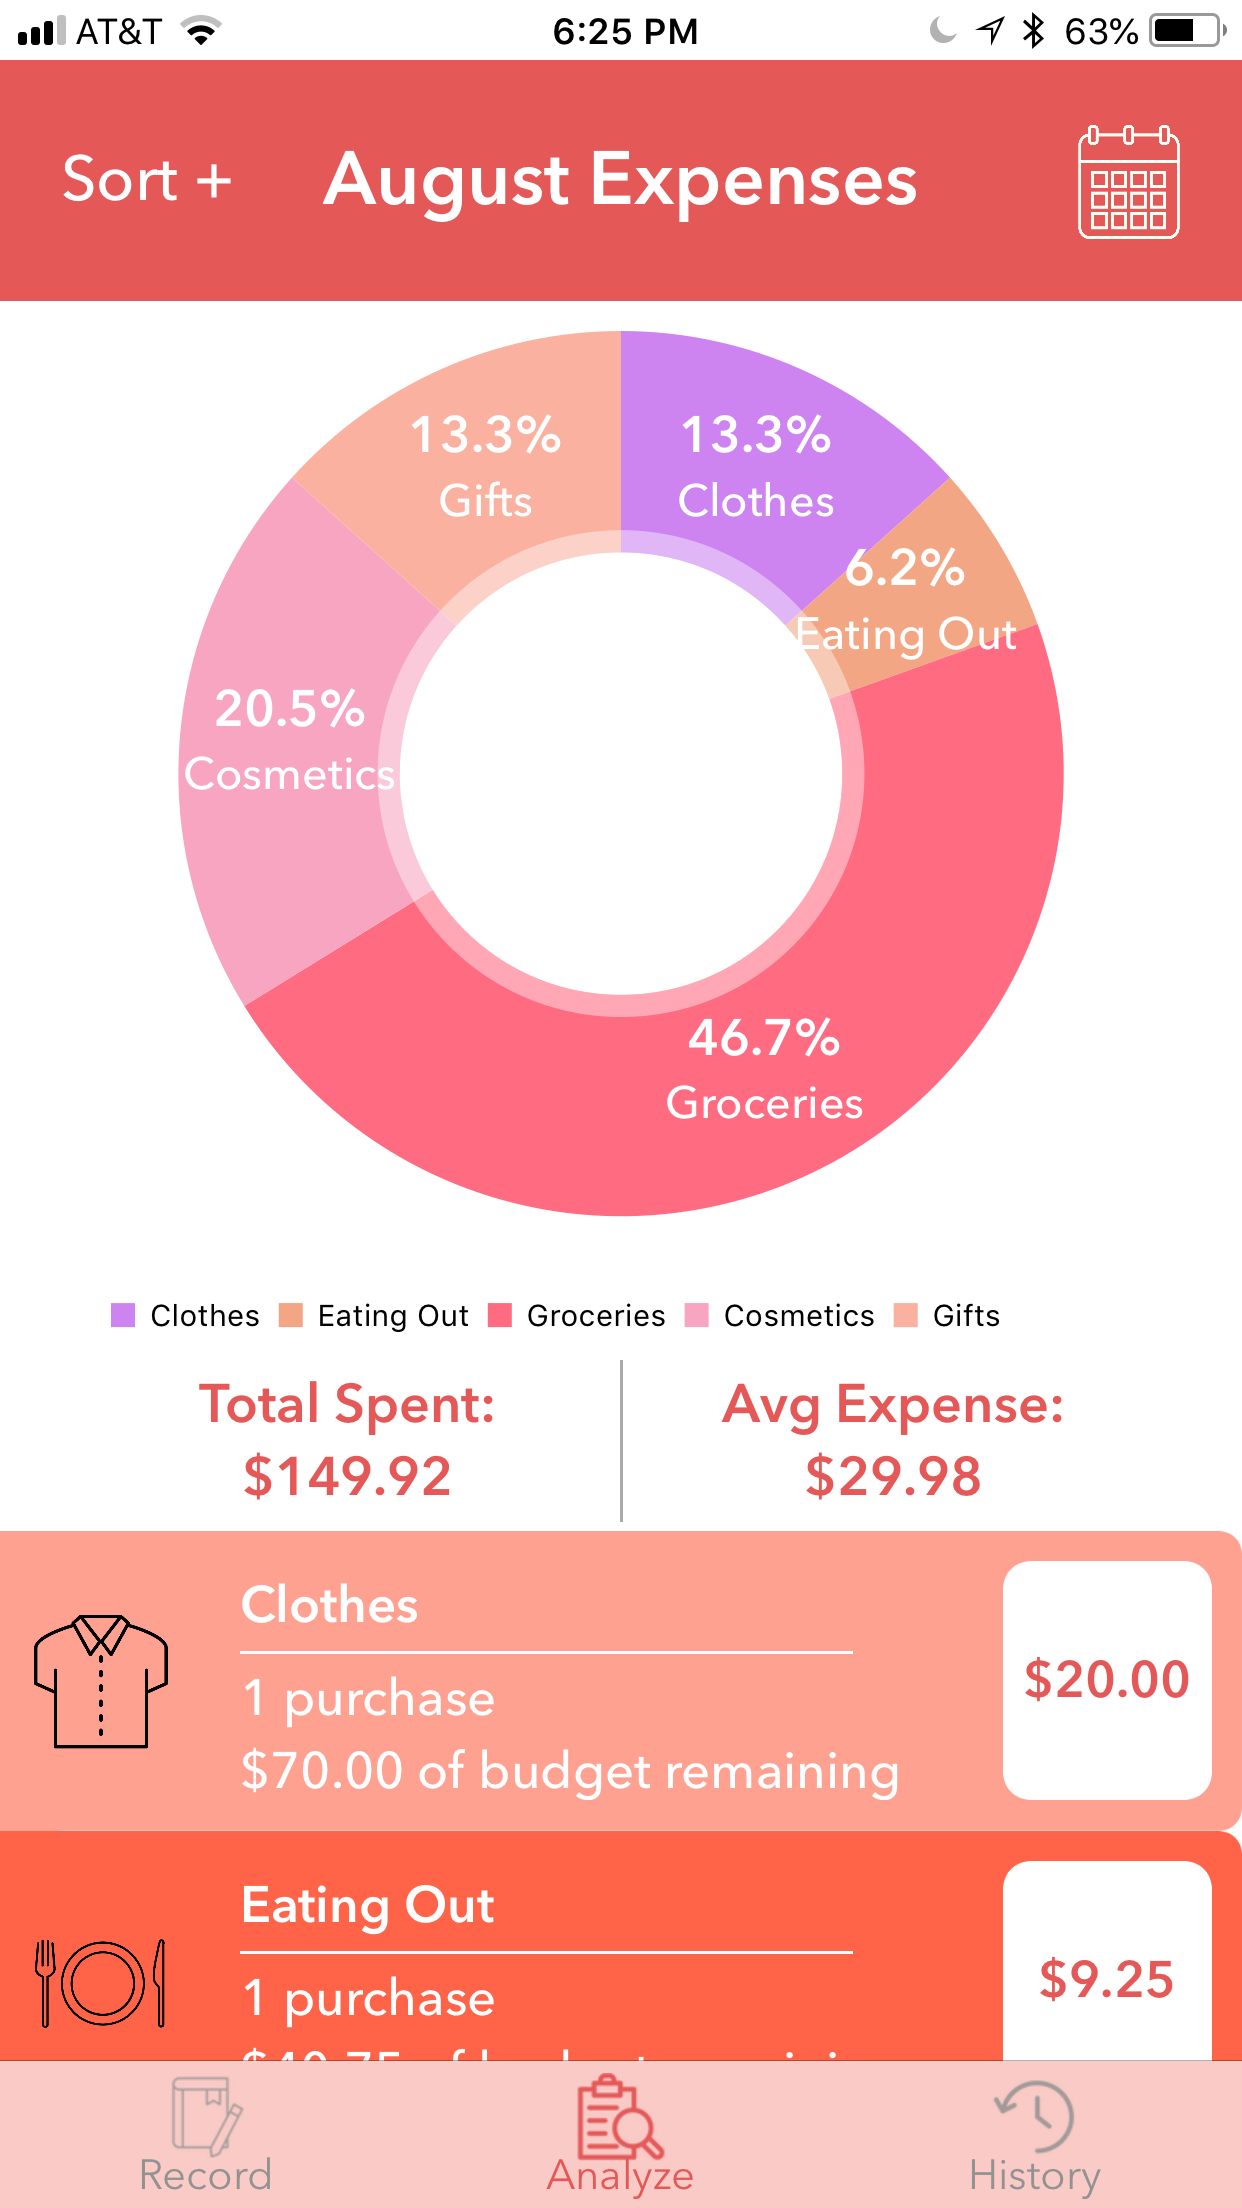 AT&T 6:25 PM 63%
Sort + August Expenses
13.3% 13.3%
Gifts Clothes
6.2%
Eating Out
20.5%
Cosmetics
46.7%
Groceries
Clothes Eating Out Groceries Cosmetics Gifts
Total Spent: Avg Expense:
$149.92 $29.98
Clothes
1 purchase
$70.00 of budget remaining
$20.00
Eating Out
1 purchase
$9.25
Record Analyze History